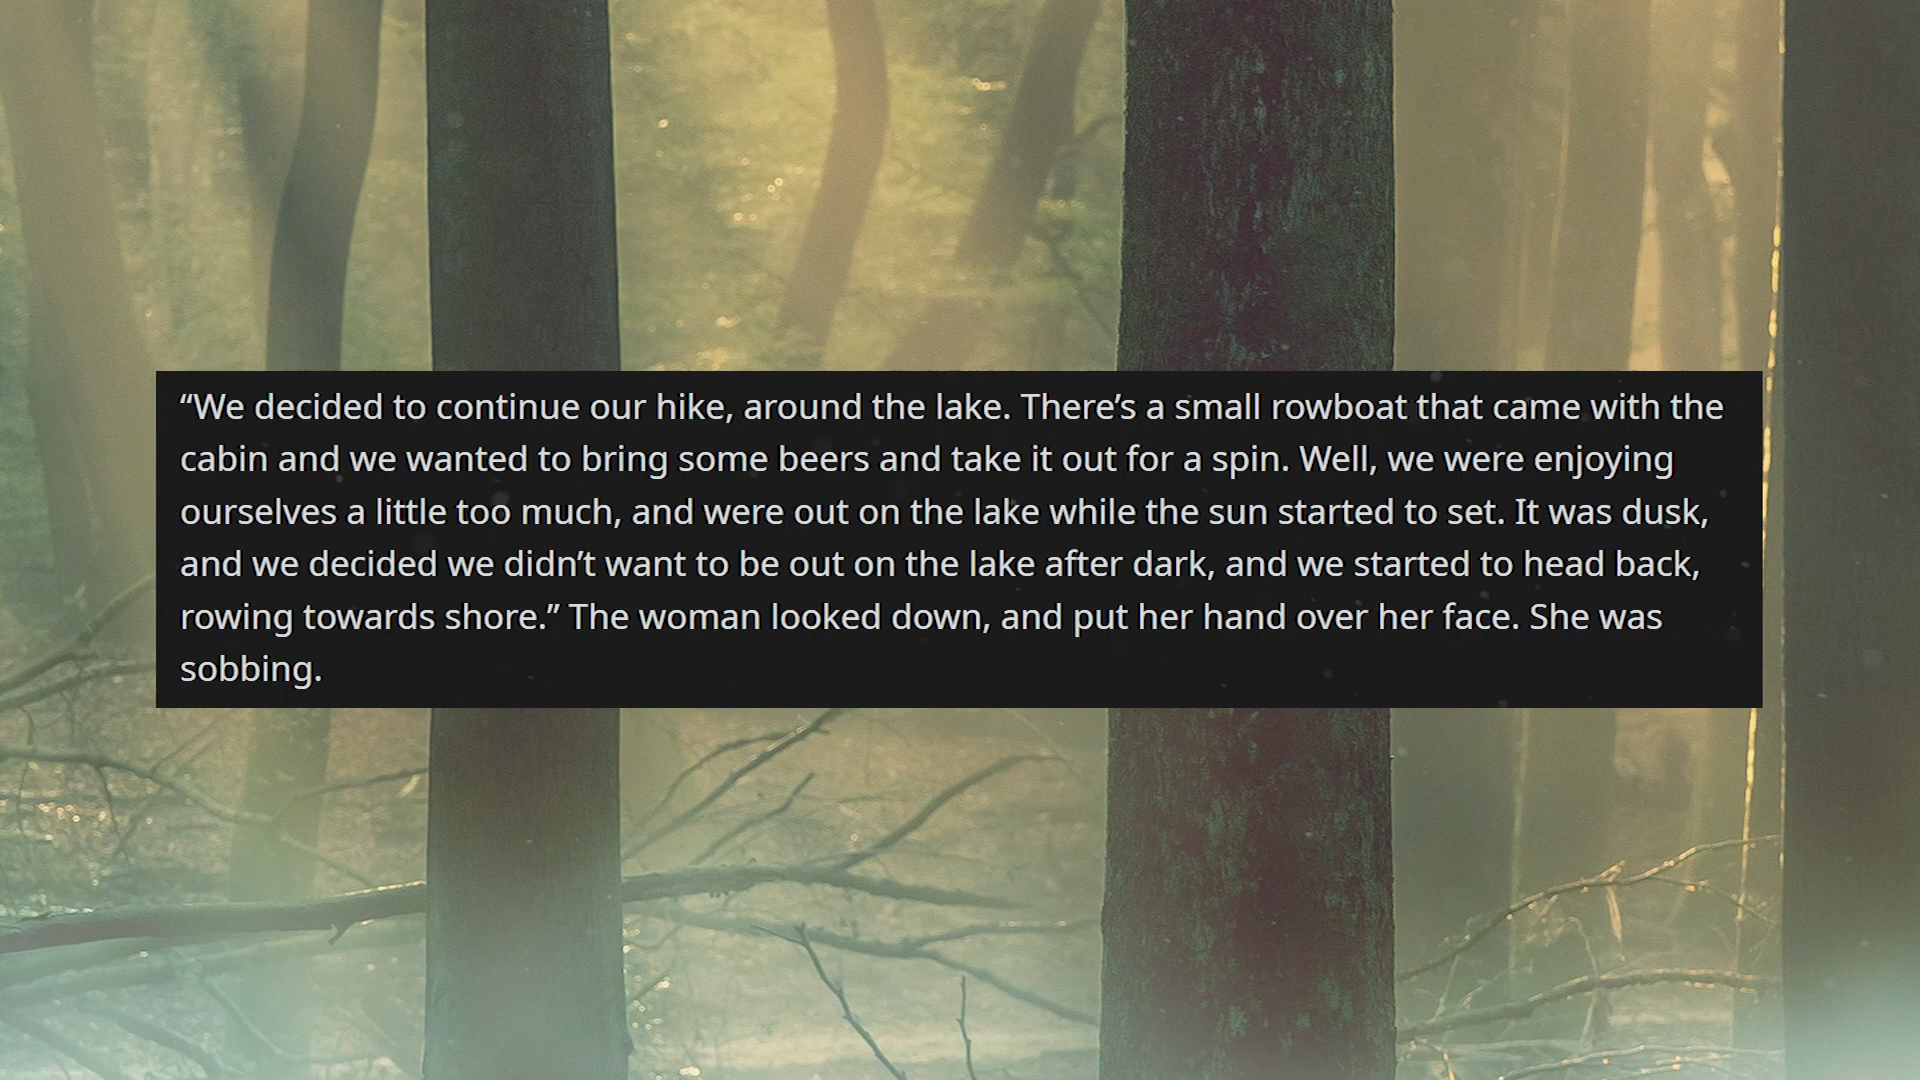 “We decided to continue our hike, around the lake. There’s a small rowboat that came with the
cabin and we wanted to bring some beers and take it out for a spin. Well, we were enjoying
ourselves a little too much, and were out on the lake while the sun started to set. It was dusk,
and we decided we didn’t want to be out on the lake after dark, and we started to head back,
rowing towards shore.” The woman looked down, and put her hand over her face. She was
sobbing.